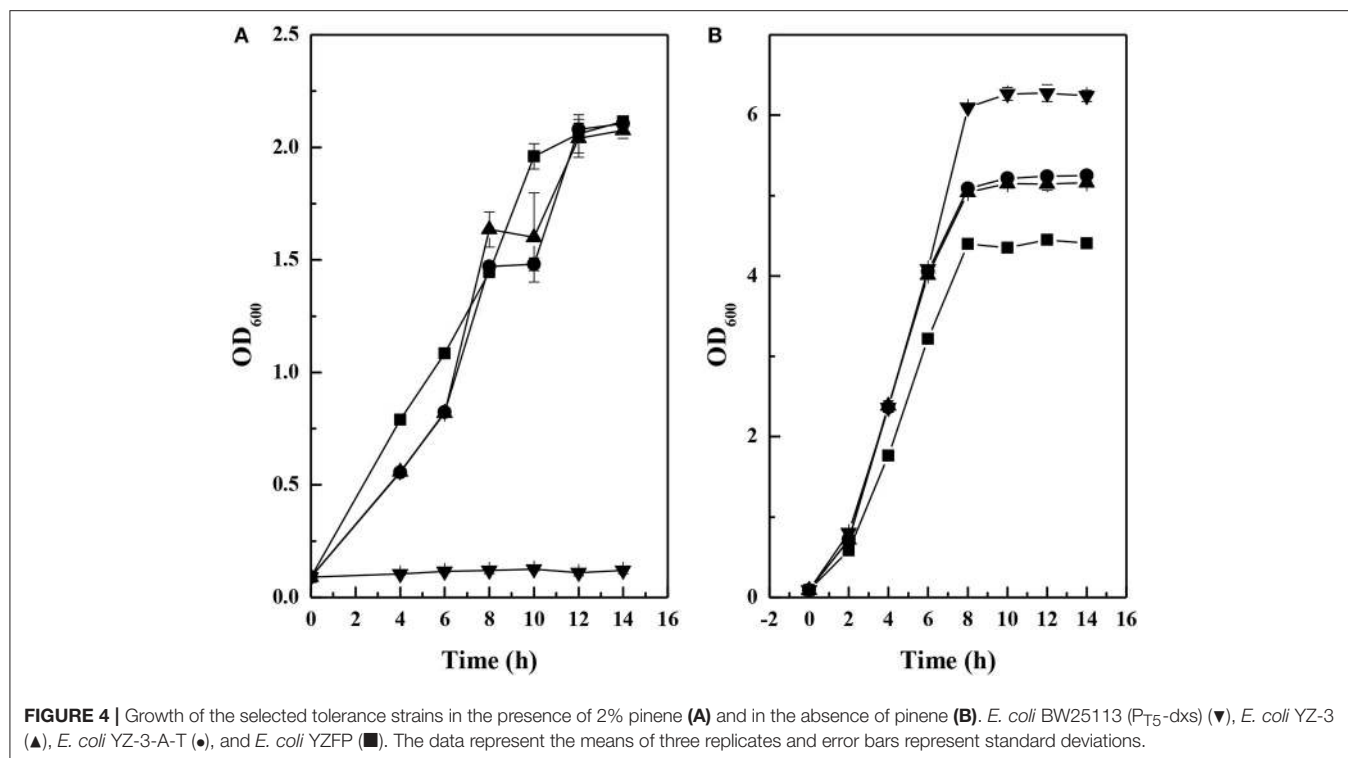 A
B
2.5
2.0
1.5
1.0
0.5
0.0
OD600
0 2 4 6 8 10 12 14 16
Time (h)
6
4
2
0
OD600
-2 0 2 4 6 8 10 12 14 16
Time (h)
FIGURE 4 | Growth of the selected tolerance strains in the presence of 2% pinene (A) and in the absence of pinene (B). E. coli BW25113 (PT5-dxs) (▼), E. coli YZ-3
(▲), E. coli YZ-3-A-T (●), and E. coli YZFP (■). The data represent the means of three replicates and error bars represent standard deviations.